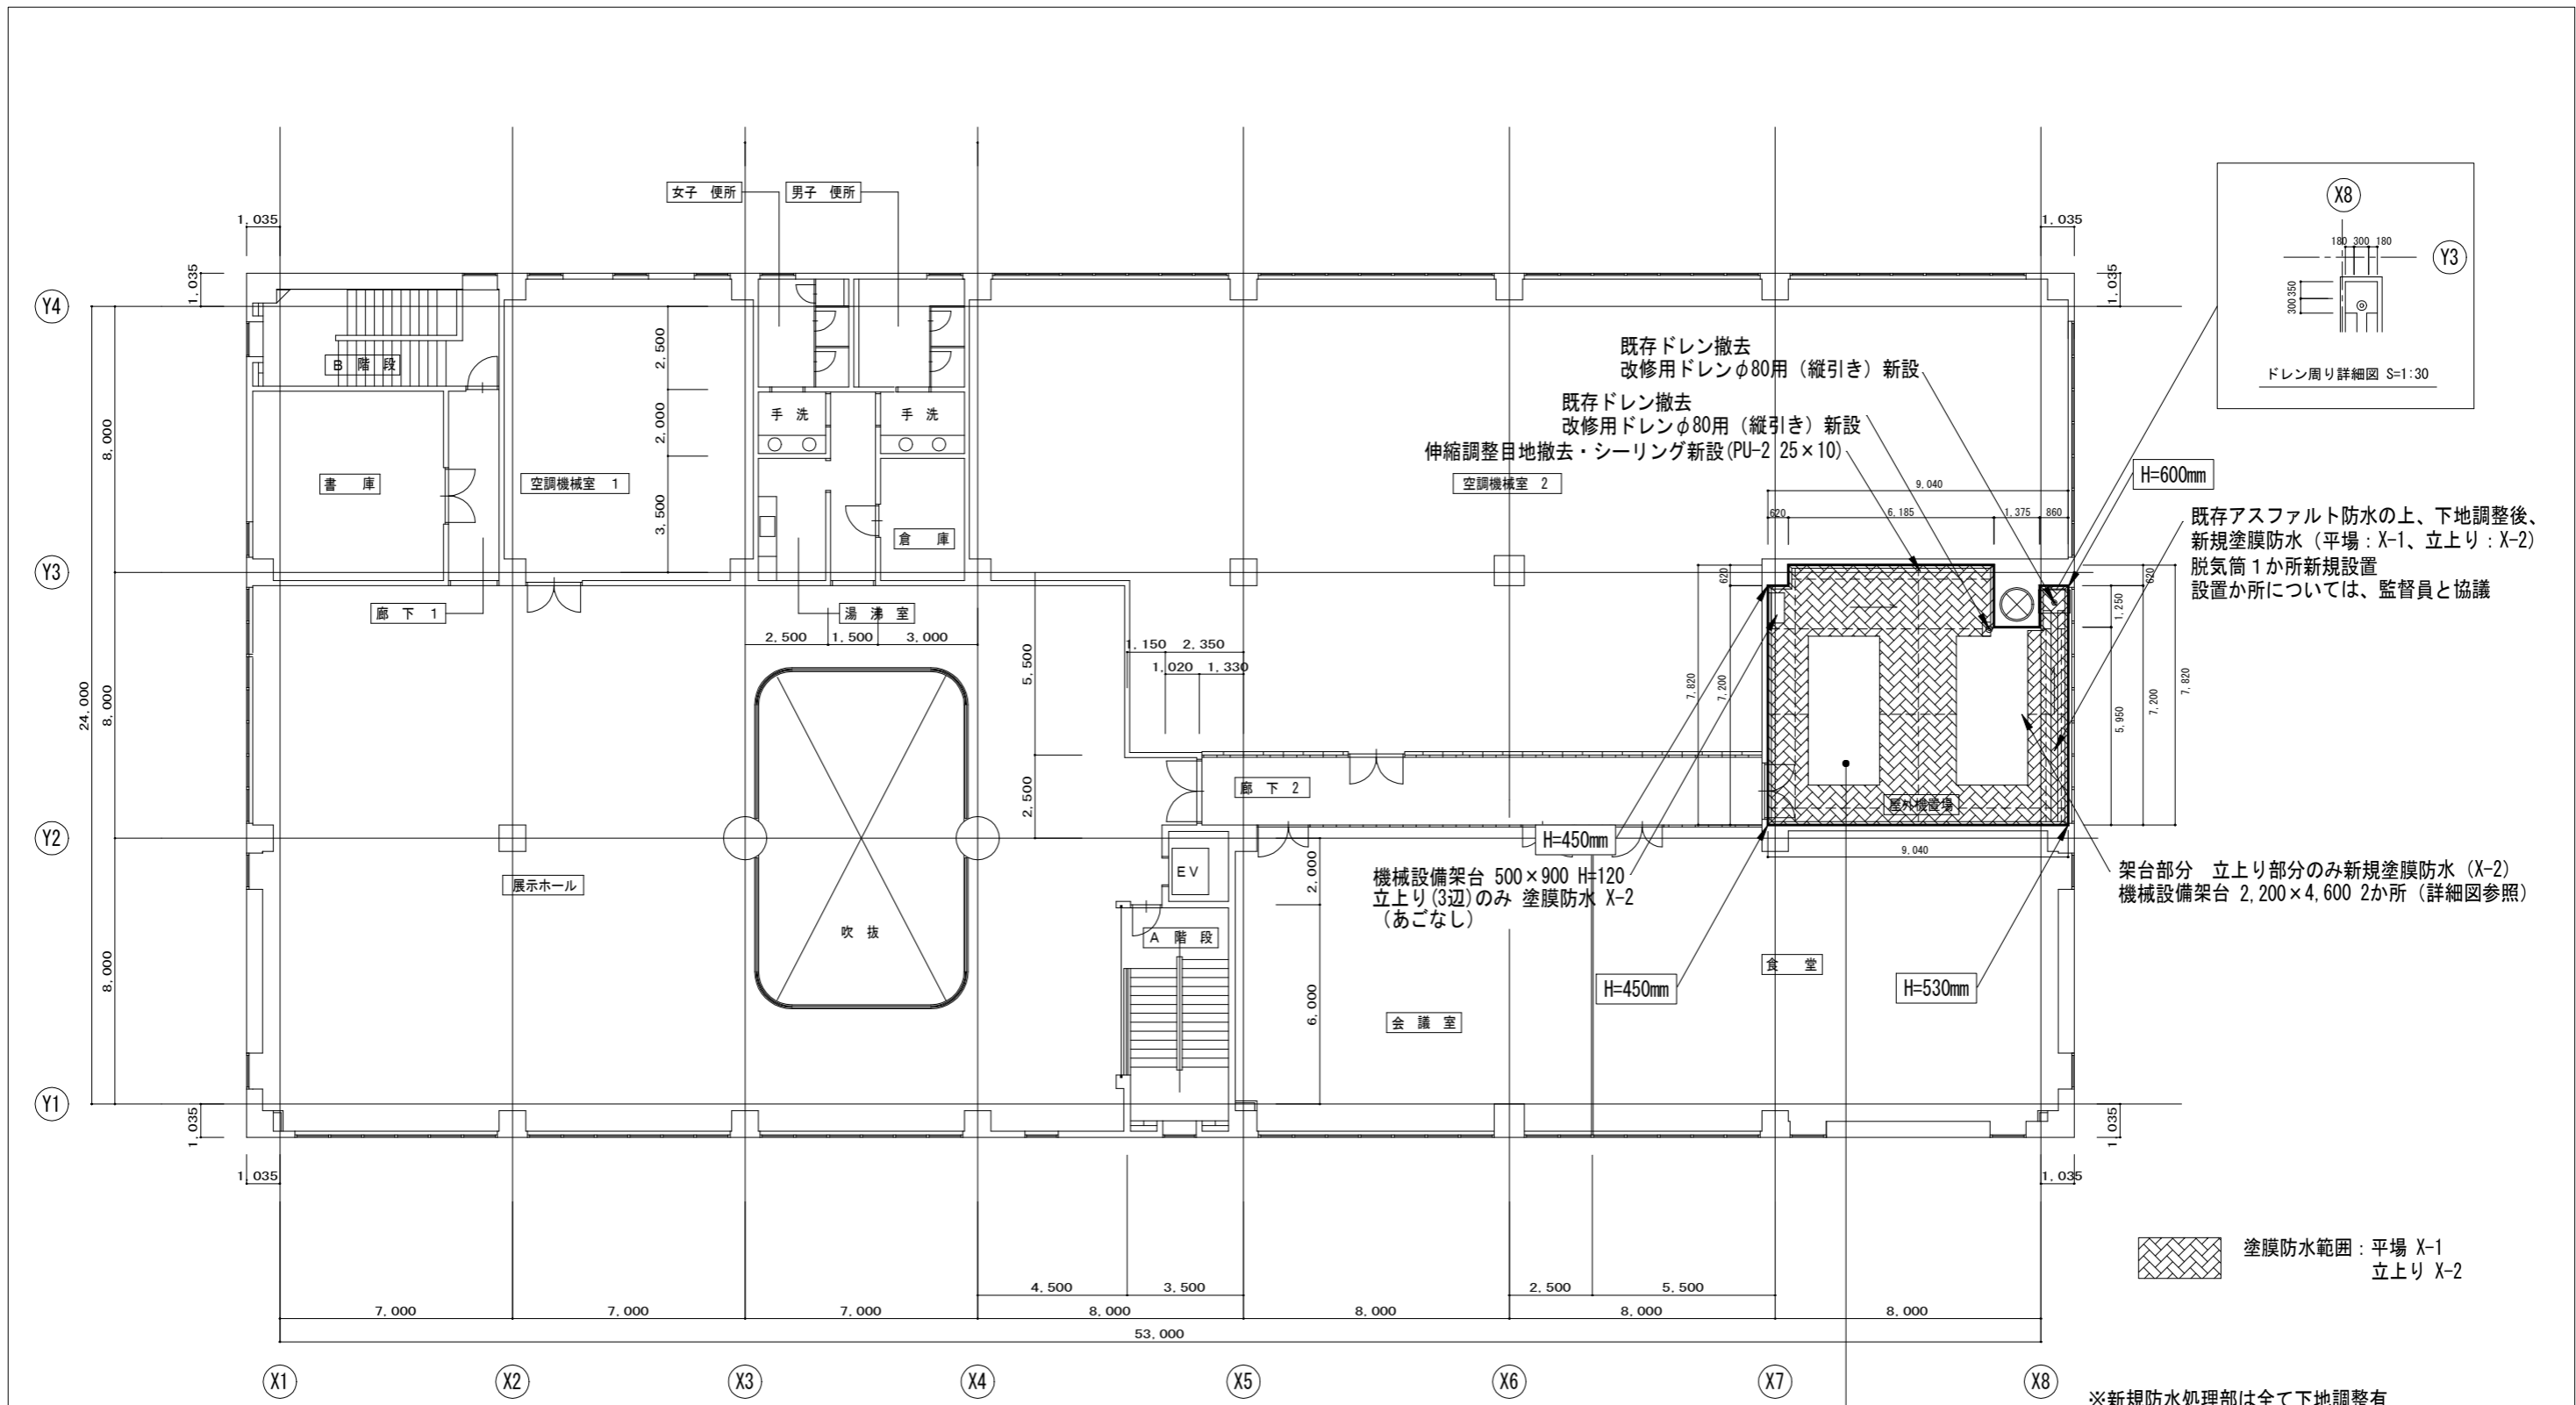 女子 便所
男子 便所
1,035
1,035
1,035
1,035
X8
180 300 180
Y3
300 350
ドレン周り詳細図 S=1:30
Y4
Y3
Y2
Y1
B 階 段
書 庫
空調機械室 1
廊 下 1
手 洗
手 洗
倉 庫
湯 沸 室
2,500
2,000
3,500
8,000
8,000
8,000
24,000
既存ドレン撤去
改修用ドレンφ80用（縦引き）新設
既存ドレン撤去
改修用ドレンφ80用（縦引き）新設
伸縮調整目地撤去・シーリング新設(PU-2 25×10)
空調機械室 2
9,040
620
6,185
1,375
860
H=600mm
既存アスファルト防水の上、下地調整後、
新規塗膜防水（平場：X-1、立上り：X-2）
脱気筒１か所新規設置
設置か所については、監督員と協議
620
7,820
7,200
620
1,250
5,950
7,200
7,820
2,500
1,500
3,000
5,500
2,500
1,150
2,350
1,020
1,330
廊 下 2
屋外機置場
9,040
H=450mm
機械設備架台 500×900 H=120
立上り(3辺)のみ 塗膜防水 X-2
（あごなし）
架台部分　立上り部分のみ新規塗膜防水（X-2）
機械設備架台 2,200×4,600 2か所（詳細図参照）
展示ホール
吹 抜
EV
A 階 段
2,000
6,000
会 議 室
食 堂
H=450mm
H=530mm
1,035
1,035
1,035
1,035
塗膜防水範囲：平場 X-1
立上り X-2
4,500
3,500
2,500
5,500
7,000
7,000
7,000
8,000
8,000
8,000
8,000
53,000
X1
X2
X3
X4
X5
X6
X7
X8
※新規防水処理部は全て下地調整有